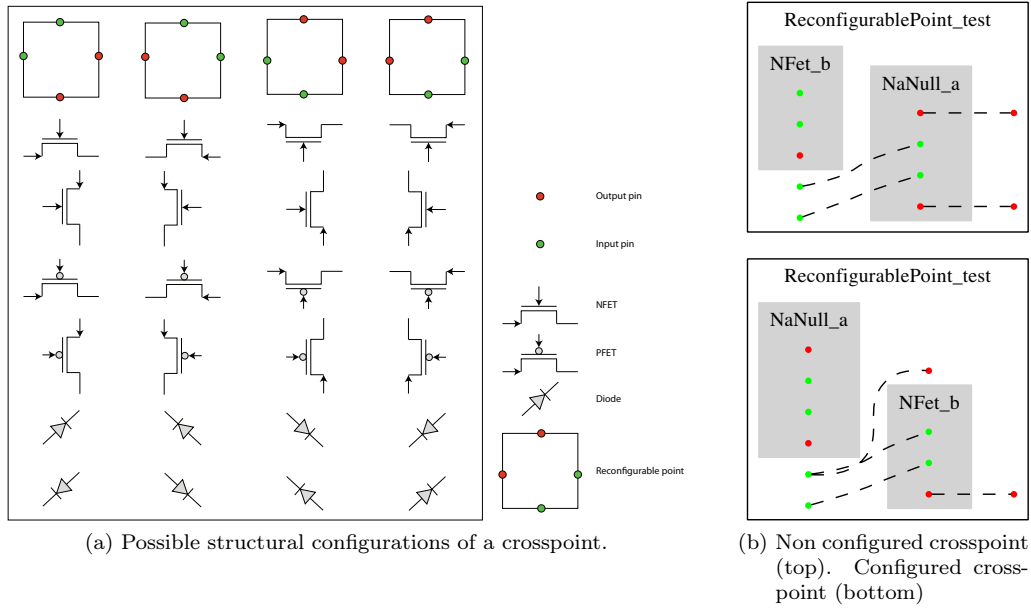 Output pin
Input pin
NFET
PFET
Diode
Reconfigurable point
(a) Possible structural configurations of a crosspoint.
ReconfigurablePoint_test
NFet_b
NaNull_a
ReconfigurablePoint_test
NaNull_a
NFet_b
(b) Non configured crosspoint
(top). Configured cross-
point (bottom)